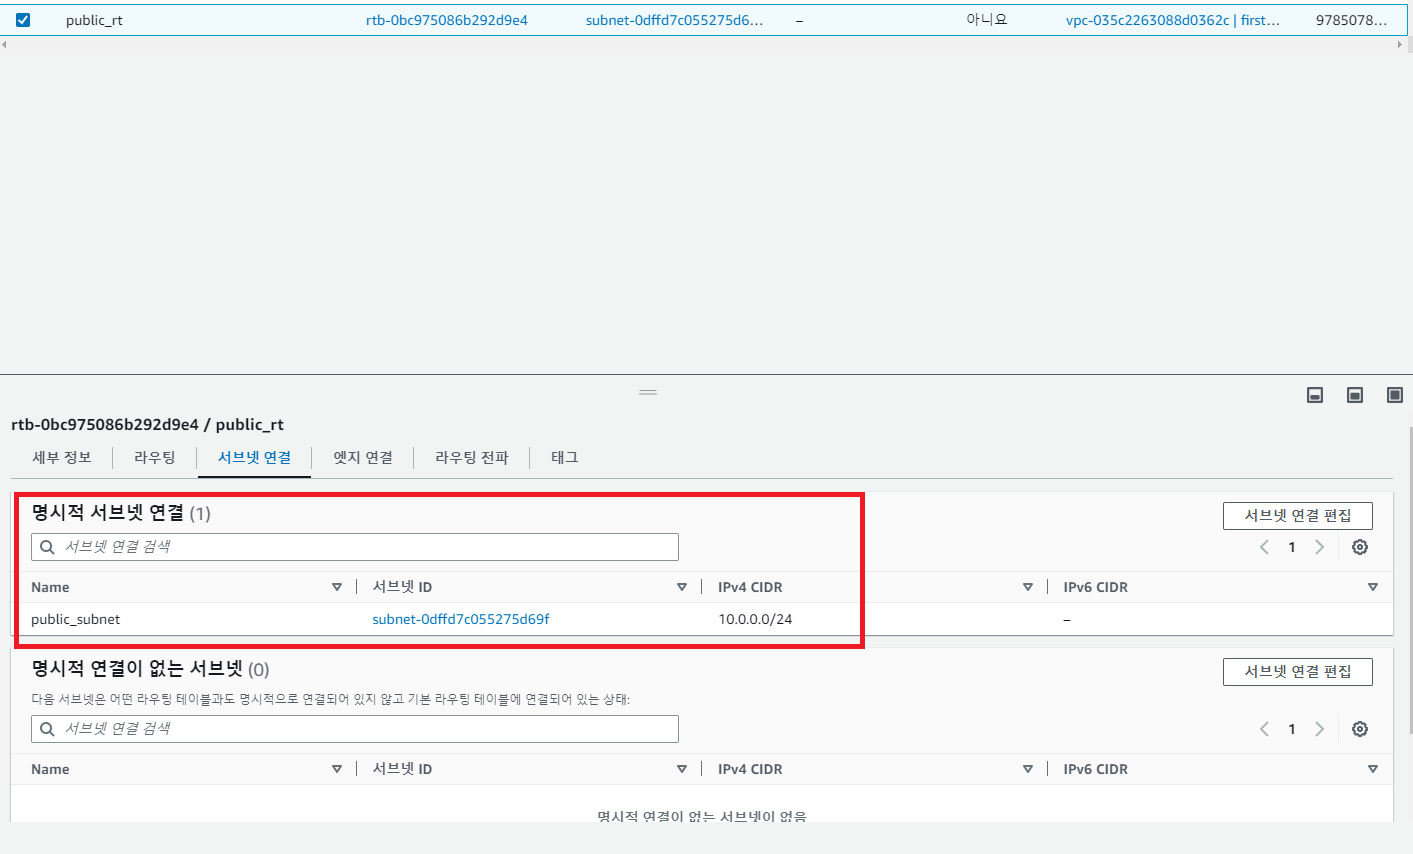 public_rt rtb-0bc975086b292d9e4 subnet-0dffd7c055275d6... – 아니요 vpc-035c2263088d0362c | first... 9785078...
rtb-0bc975086b292d9e4 / public_rt
세부 정보 라우팅 서브넷 연결 엣지 연결 라우팅 전파 태그
명시적 서브넷 연결 (1) 서브넷 연결 편집
서브넷 연결 검색 1
Name 서브넷 ID IPv4 CIDR IPv6 CIDR
public_subnet subnet-0dffd7c055275d69f 10.0.0.0/24 –
명시적 연결이 없는 서브넷 (0) 서브넷 연결 편집
다음 서브넷은 어떤 라우팅 테이블과도 명시적으로 연결되어 있지 않고 기본 라우팅 테이블에 연결되어 있는 상태:
서브넷 연결 검색 1
Name 서브넷 ID IPv4 CIDR IPv6 CIDR
명시적 연결이 없는 서브넷이 없음